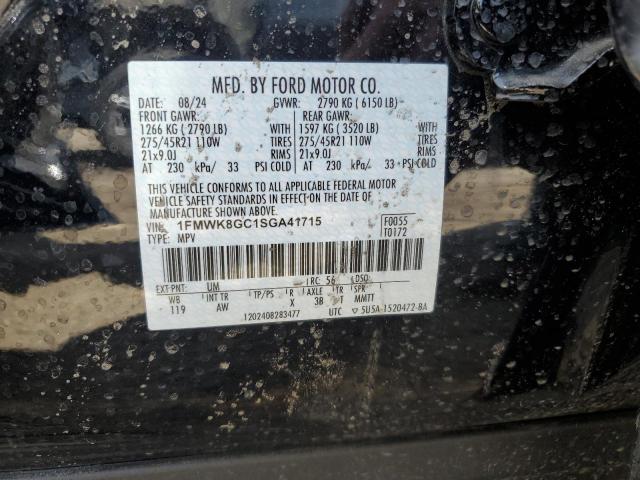 MFD. BY FORD MOTOR CO.
DATE: 08/24 GVWR: 2790 KG ( 6150 LB)
FRONT GAWR: REAR GAWR:
1266 KG ( 2790 LB) 1597 KG ( 3520 LB)
275/45R21 110W TIRES 275/45R21 110W TIRES
21x9.0J RIMS 21x9.0J RIMS
AT 230 kPa/ 33 PSI COLD AT 230 kPa/ 33 PSI COLD
THIS VEHICLE CONFORMS TO ALL APPLICABLE FEDERAL MOTOR
VEHICLE SAFETY STANDARDS IN EFFECT ON THE DATE OF
MANUFACTURE SHOWN ABOVE.
VIN: 1FMWK8GC1SGA41715 F0055
TYPE: MPV T0172
EXT PNT: UM RC: 56 DSO:
WB INT TR TP/PS R AXLE TR SPR
119 AW X 3B T MMTT
1202408283477 UTC ▽ 5U5A-1520472-BA